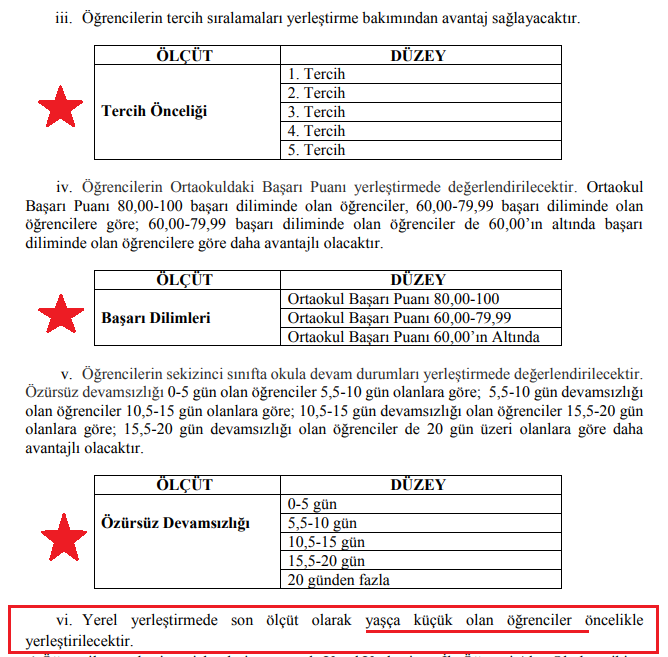 iii. Öğrencilerin tercih sıralamaları yerleştirme bakımından avantaj sağlayacaktır.
ÖLÇÜT DÜZEY
Tercih Önceliği
1. Tercih
2. Tercih
3. Tercih
4. Tercih
5. Tercih
iv. Öğrencilerin Ortaokuldaki Başarı Puanı yerleştirmede değerlendirilecektir. Ortaokul
Başarı Puanı 80,00-100 başarı diliminde olan öğrenciler, 60,00-79,99 başarı diliminde olan
öğrencilere göre; 60,00-79,99 başarı diliminde olan öğrenciler de 60,00’ın altında başarı
diliminde olan öğrencilere göre daha avantajlı olacaktır.
ÖLÇÜT DÜZEY
Başarı Dilimleri
Ortaokul Başarı Puanı 80,00-100
Ortaokul Başarı Puanı 60,00-79,99
Ortaokul Başarı Puanı 60,00’ın Altında
v. Öğrencilerin sekizinci sınıfta okula devam durumları yerleştirmede değerlendirilecektir.
Özürsüz devamsızlığı 0-5 gün olan öğrenciler 5,5-10 gün olanlara göre; 5,5-10 gün devamsızlığı
olan öğrenciler 10,5-15 gün olanlara göre; 10,5-15 gün devamsızlığı olan öğrenciler 15,5-20 gün
olanlara göre; 15,5-20 gün devamsızlığı olan öğrenciler de 20 gün üzeri olanlara göre daha
avantajlı olacaktır.
ÖLÇÜT DÜZEY
Özürsüz Devamsızlığı
0-5 gün
5,5-10 gün
10,5-15 gün
15,5-20 gün
20 günden fazla
vi. Yerel yerleştirmede son ölçüt olarak yaşça küçük olan öğrenciler öncelikle
yerleştirilecektir.